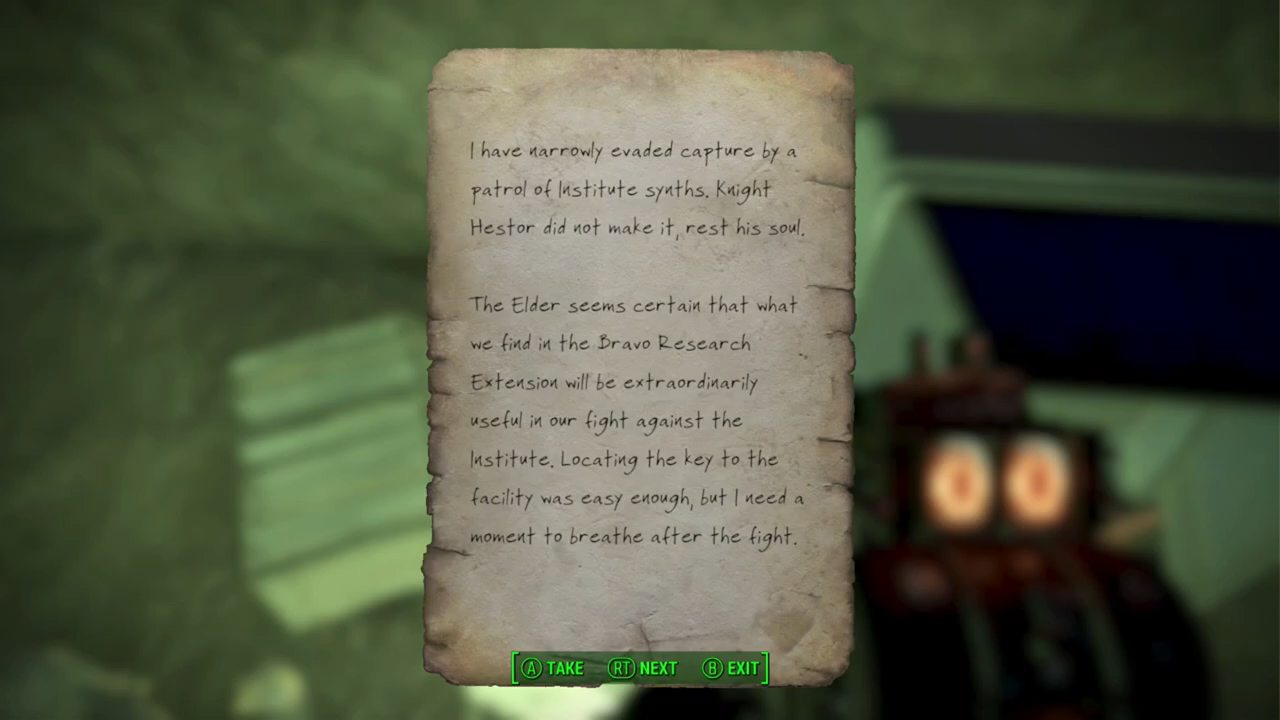 I have narrowly evaded capture by a
patrol of Institute synths. Knight
Hestor did not make it, rest his soul.
The Elder seems certain that what
we find in the Bravo Research
Extension will be extraordinarily
useful in our fight against the
Institute. Locating the key to the
facility was easy enough, but I need a
moment to breathe after the fight.
A TAKE RT NEXT B EXIT